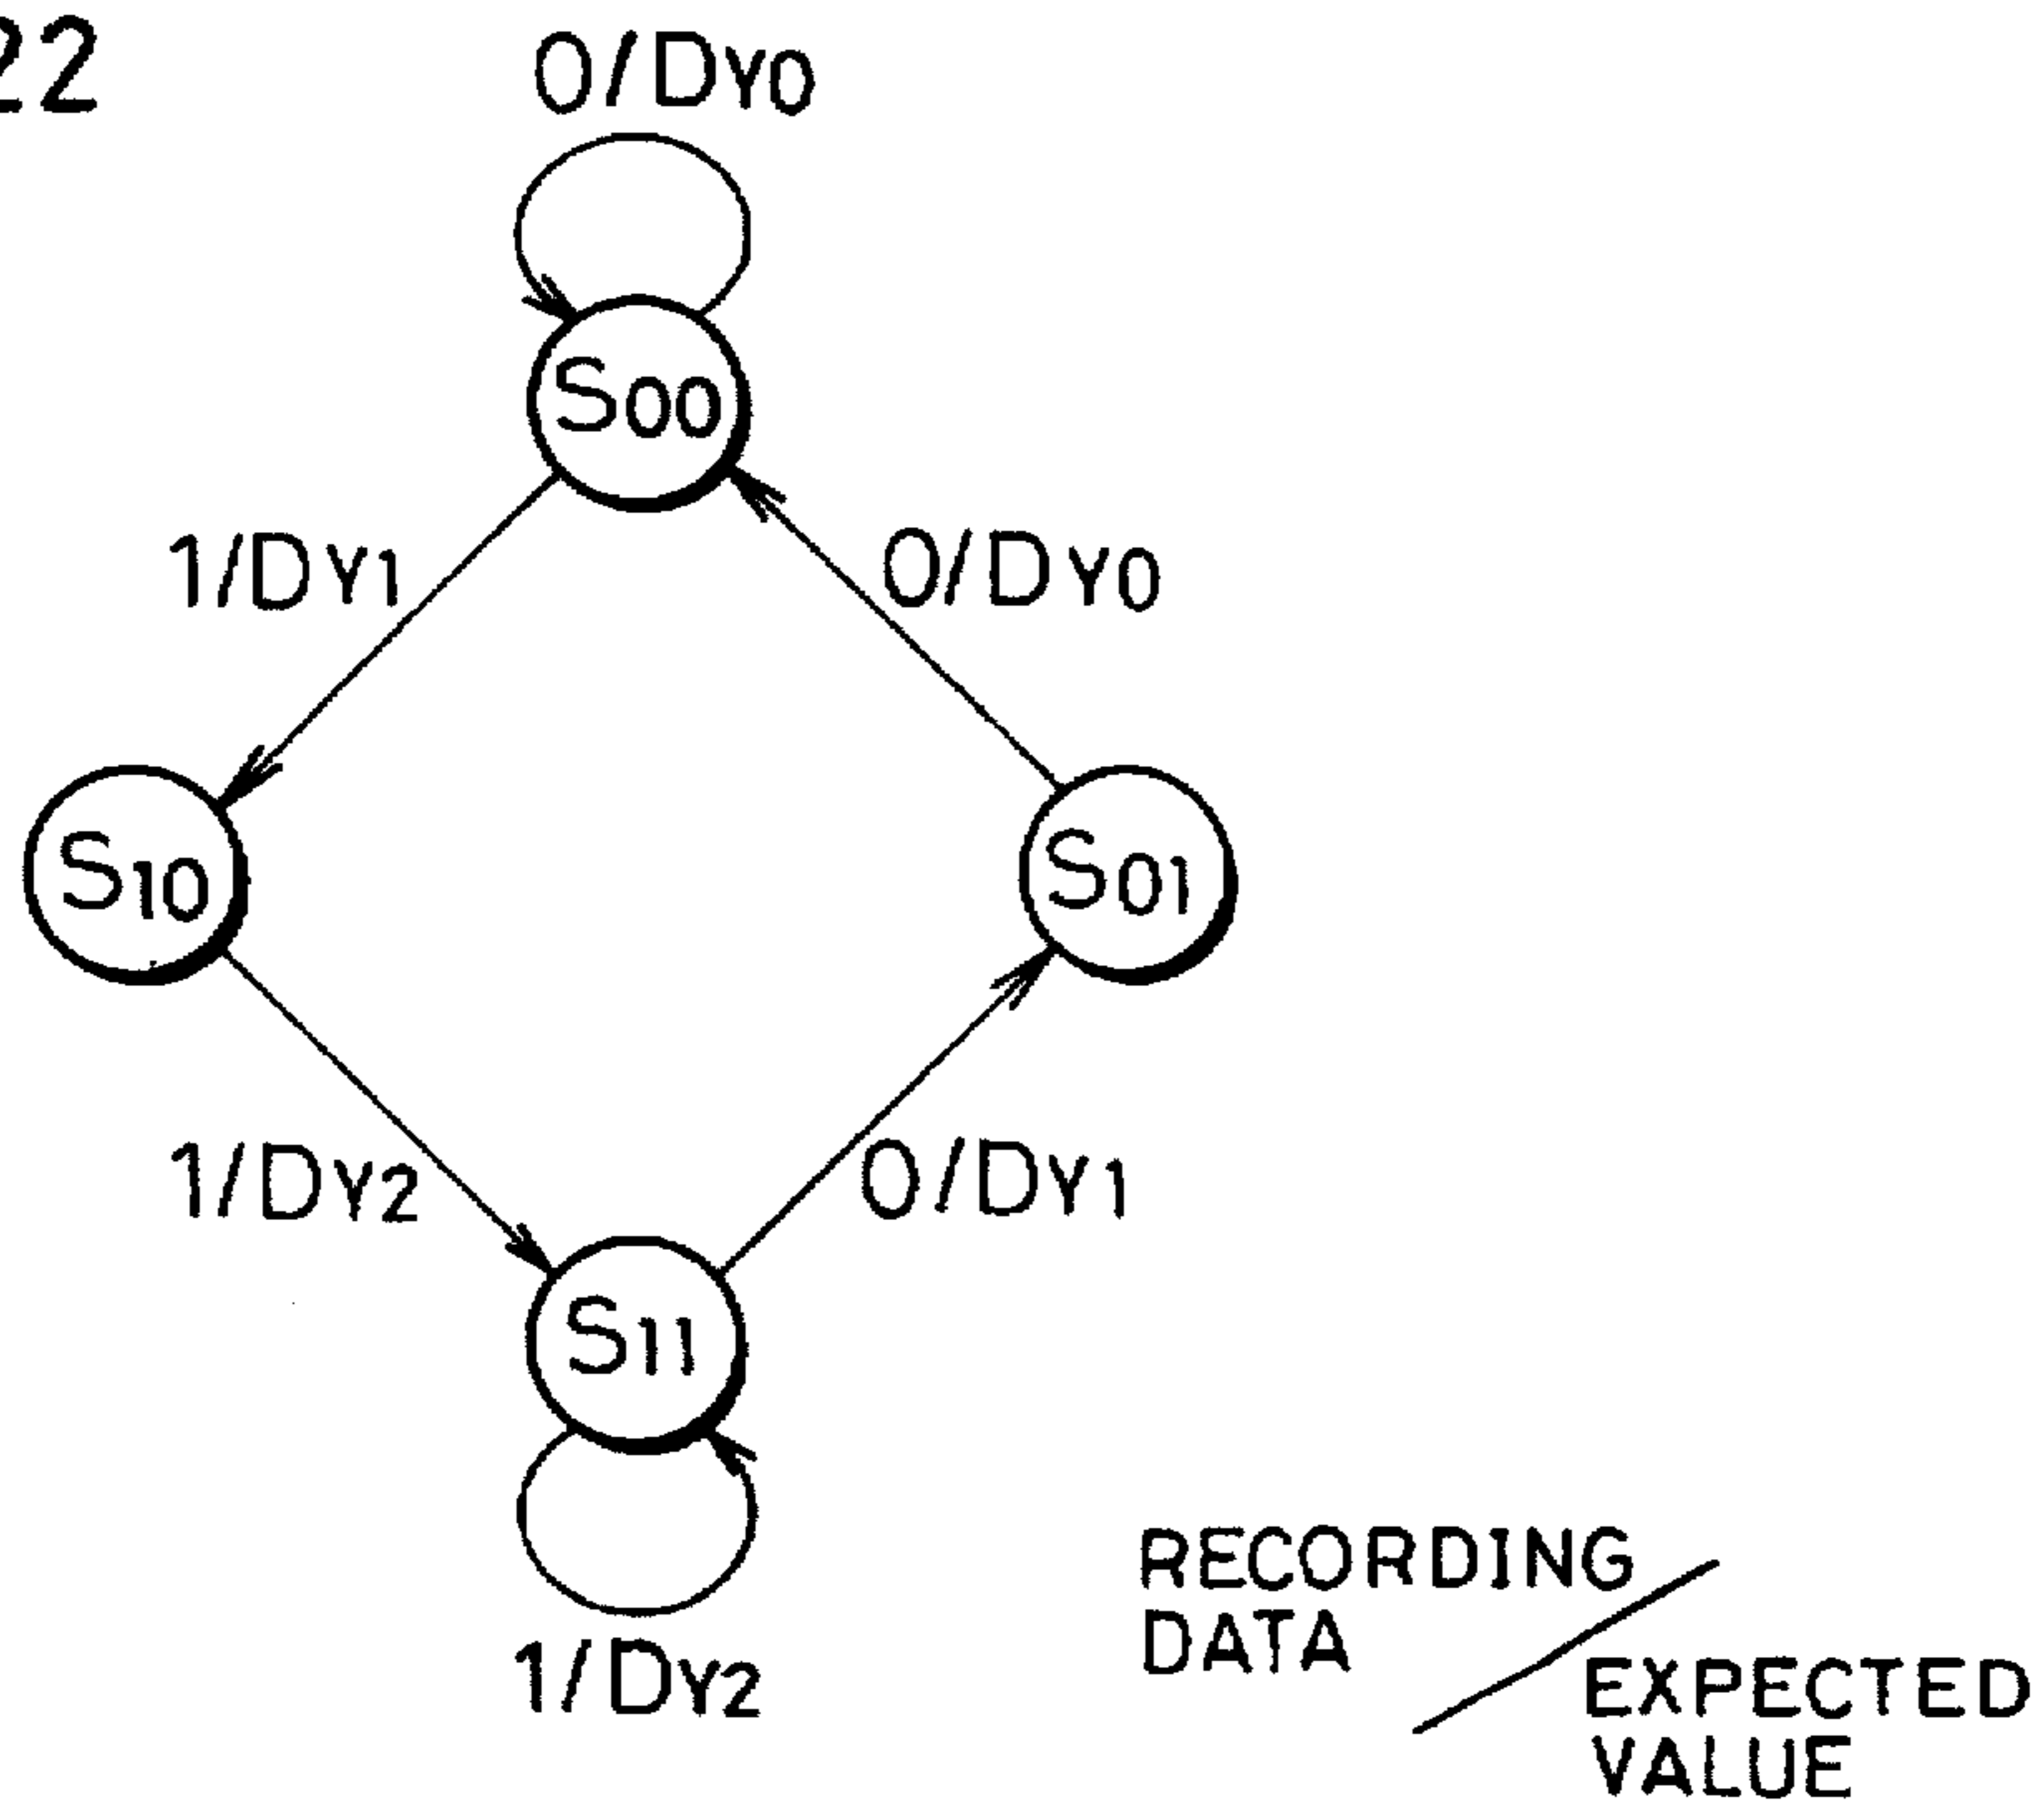 22
0/DY0
S00
1/DY1
0/DY0
S10
S01
1/DY2
0/DY1
S11
1/DY2
RECORDING
DATA
/
EXPECTED
VALUE